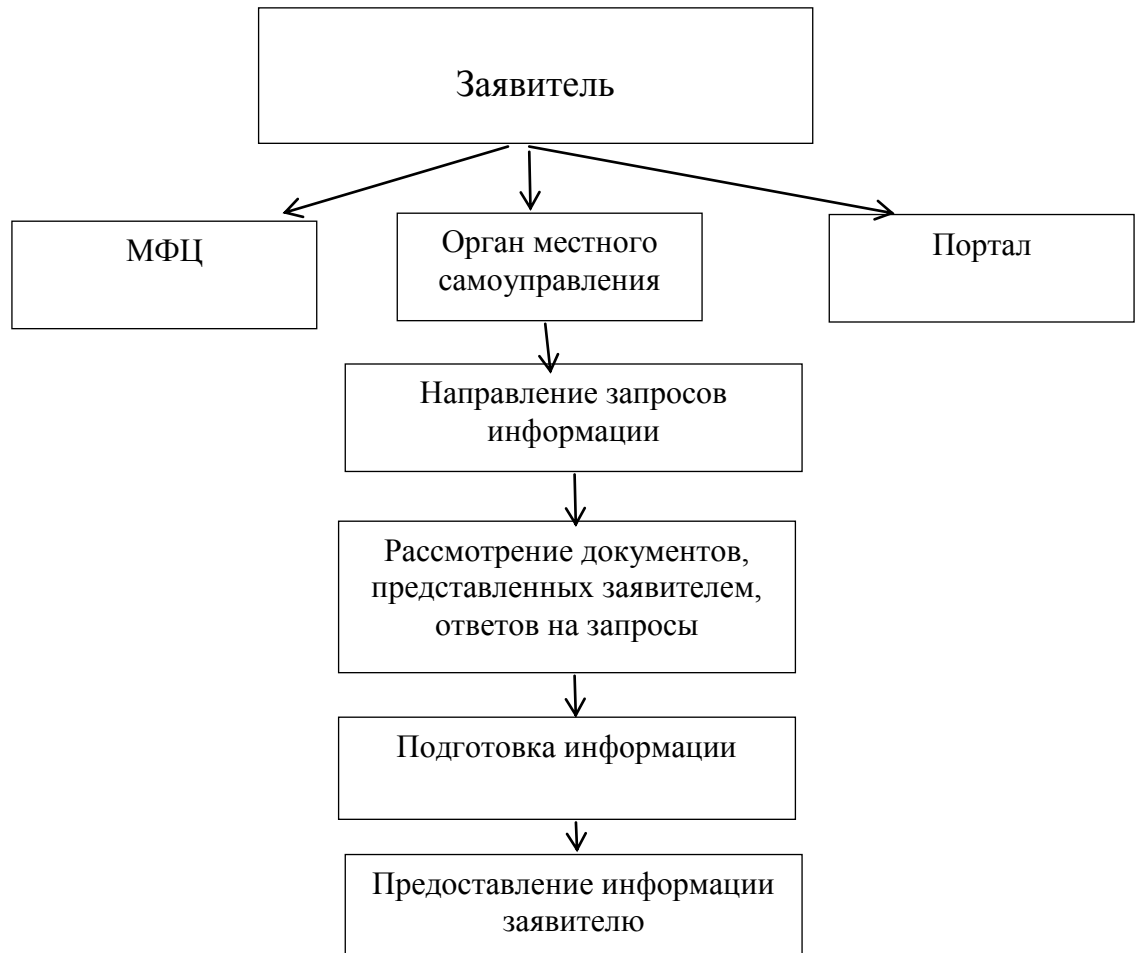 Заявитель
МФЦ
Орган местного
самоуправления
Портал
Направление запросов
информации
Рассмотрение документов,
представленных заявителем,
ответов на запросы
Подготовка информации
Предоставление информации
заявителю